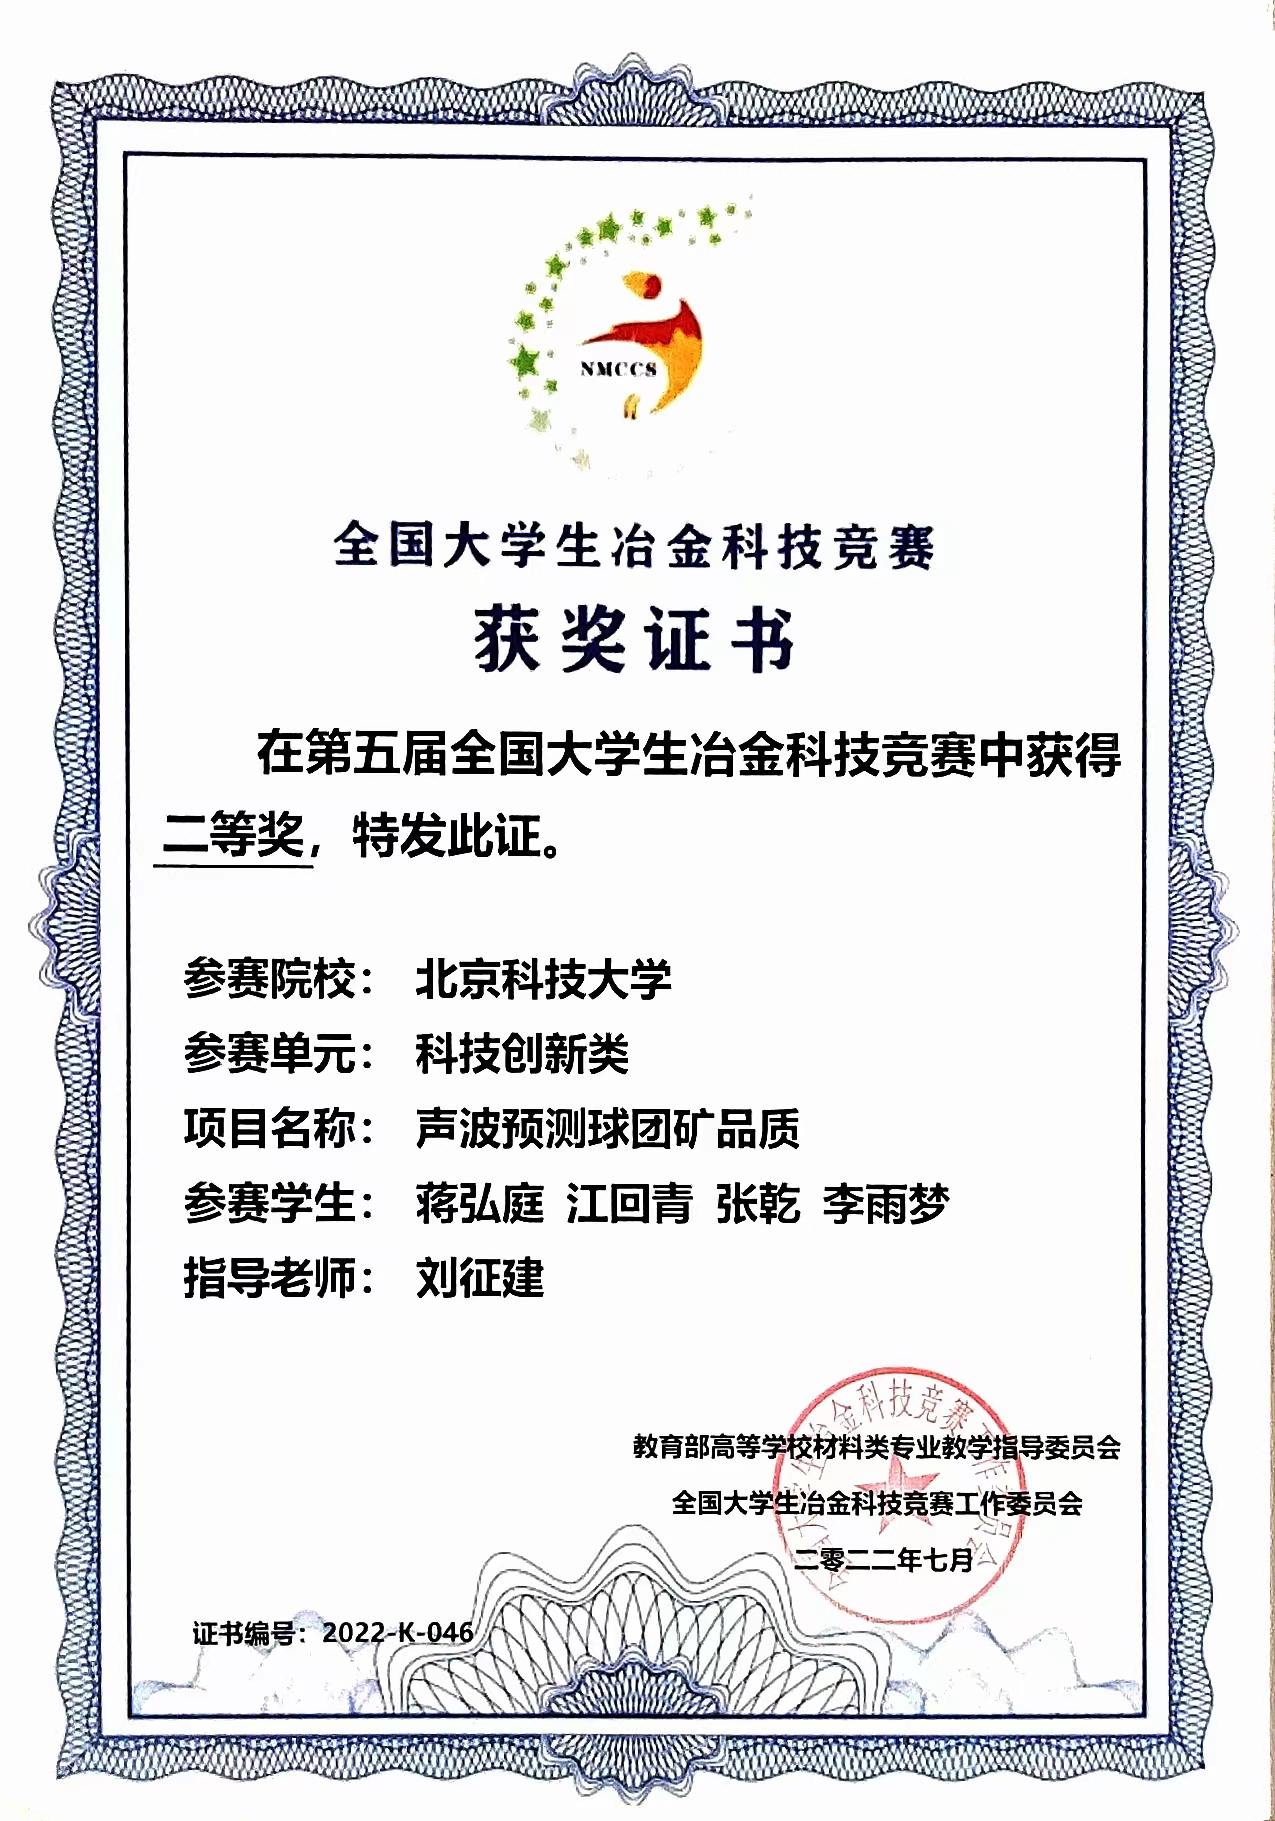 NMCCS
全国大学生冶金科技竞赛
获奖证书
在第五届全国大学生冶金科技竞赛中获得
二等奖，特发此证。
参赛院校： 北京科技大学
参赛单元： 科技创新类
项目名称： 声波预测球团矿品质
参赛学生： 蒋弘庭 江回青 张乾 李雨梦
指导老师： 刘征建
全国大学生冶金科技竞赛工作委员会
教育部高等学校材料类专业教学指导委员会
全国大学生冶金科技竞赛工作委员会
二零二二年七月
证书编号：2022-K-046